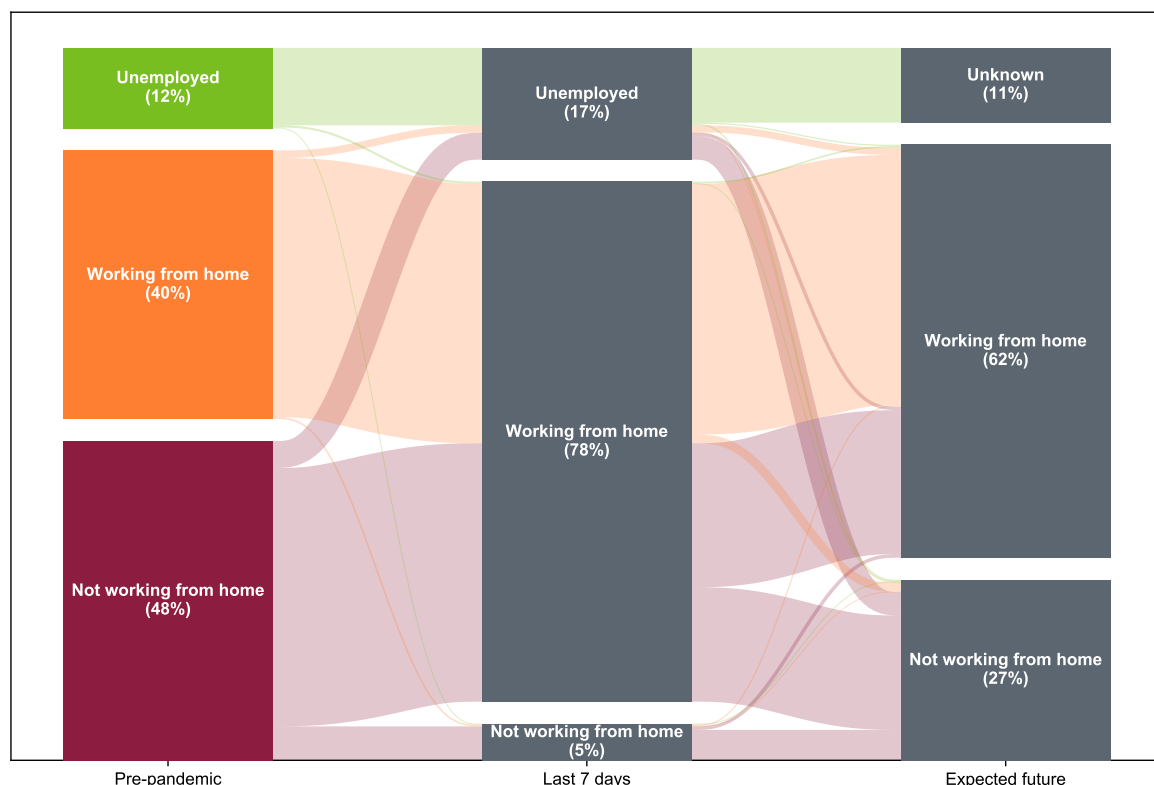 Unemployed
(12%)
Working from home
(40%)
Not working from home
(48%)
Unemployed
(17%)
Working from home
(78%)
Not working from home
(5%)
Unknown
(11%)
Working from home
(62%)
Not working from home
(27%)
Pre-pandemic
Last 7 days
Expected future